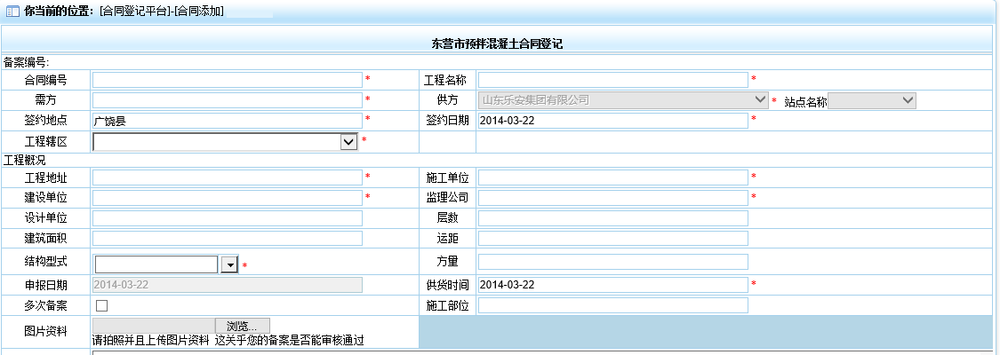 你当前的位置：[合同登记平台]-[合同添加]
东营市预拌混凝土合同登记
备案编号:
合同编号 * 工程名称 *
需方 * 供方 山东乐安集团有限公司 * 站点名称
签约地点 广饶县 * 签约日期 2014-03-22 *
工程辖区 *
工程概况
工程地址 * 施工单位 *
建设单位 * 监理公司 *
设计单位 层数
建筑面积 运距
结构型式 * 方量
申报日期 2014-03-22 供货时间 2014-03-22 *
多次备案 施工部位
图片资料 浏览...
请拍照并且上传图片资料 这关乎您的备案是否能审核通过